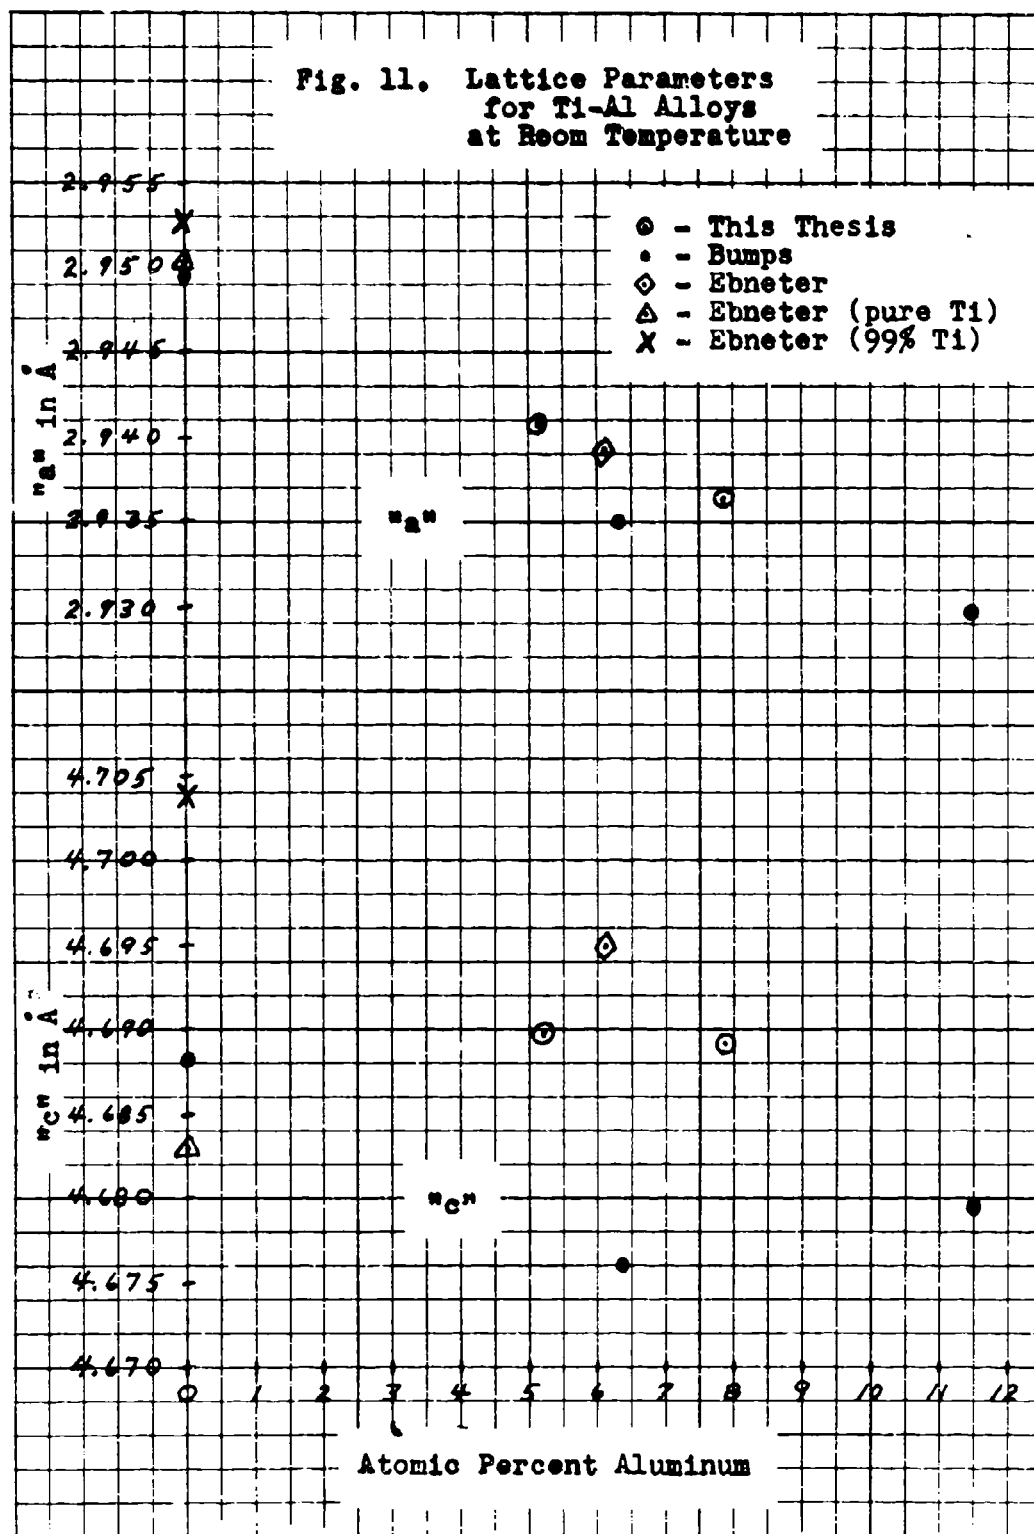 Fig. 11. Lattice Parameters
for Ti-Al Alloys
at Room Temperature
⊙ - This Thesis
• - Bumps
◇ - Ebneter
△ - Ebneter (pure Ti)
X - Ebneter (99% Ti)
"a" in Å
2.955
2.950
2.945
2.940
2.935
2.930
"a"
"c" in Å
4.705
4.700
4.695
4.690
4.685
4.680
4.675
4.670
"c"
0 1 2 3 4 5 6 7 8 9 10 11 12
Atomic Percent Aluminum